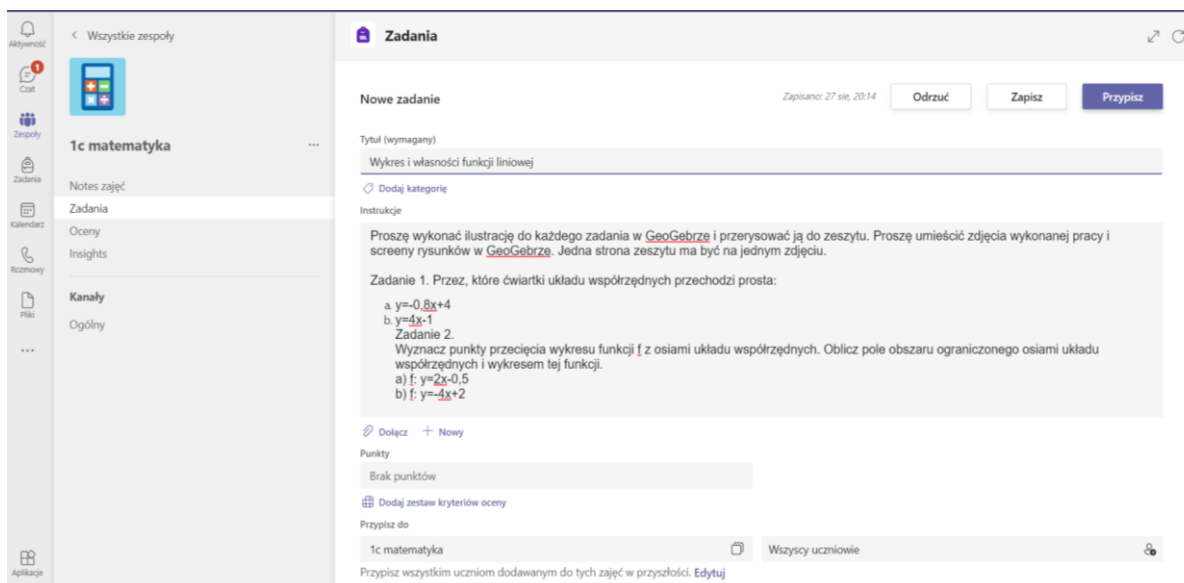 Aktywność
1
Czat
Zespoły
Zadania
Kalendarz
Rozmowy
Pliki
...
Aplikacje
< Wszystkie zespoły
1c matematyka
...
Notes zajęć
Zadania
Oceny
Insights
Kanały
Ogólny
Zadania
Nowe zadanie
Zapisano: 27 sie, 20:14
Odrzuć
Zapisz
Przypisz
Tytuł (wymagany)
Wykres i własności funkcji liniowej
Dodaj kategorię
Instrukcje
Proszę wykonać ilustrację do każdego zadania w GeoGebrze i przerysować ją do zeszytu. Proszę umieścić zdjęcia wykonanej pracy i
screeny rysunków w GeoGebrze. Jedna strona zeszytu ma być na jednym zdjęciu.
Zadanie 1. Przez, które ćwiartki układu współrzędnych przechodzi prosta:
a. y=-0,8x+4
b. y=4x-1
Zadanie 2.
Wyznacz punkty przecięcia wykresu funkcji f z osiami układu współrzędnych. Oblicz pole obszaru ograniczonego osiami układu
współrzędnych i wykresem tej funkcji.
a) f: y=2x-0,5
b) f: y=-4x+2
Dołącz + Nowy
Punkty
Brak punktów
Dodaj zestaw kryteriów oceny
Przypisz do
1c matematyka
Wszyscy uczniowie
Przypisz wszystkim uczniom dodawanym do tych zajęć w przyszłości. Edytuj